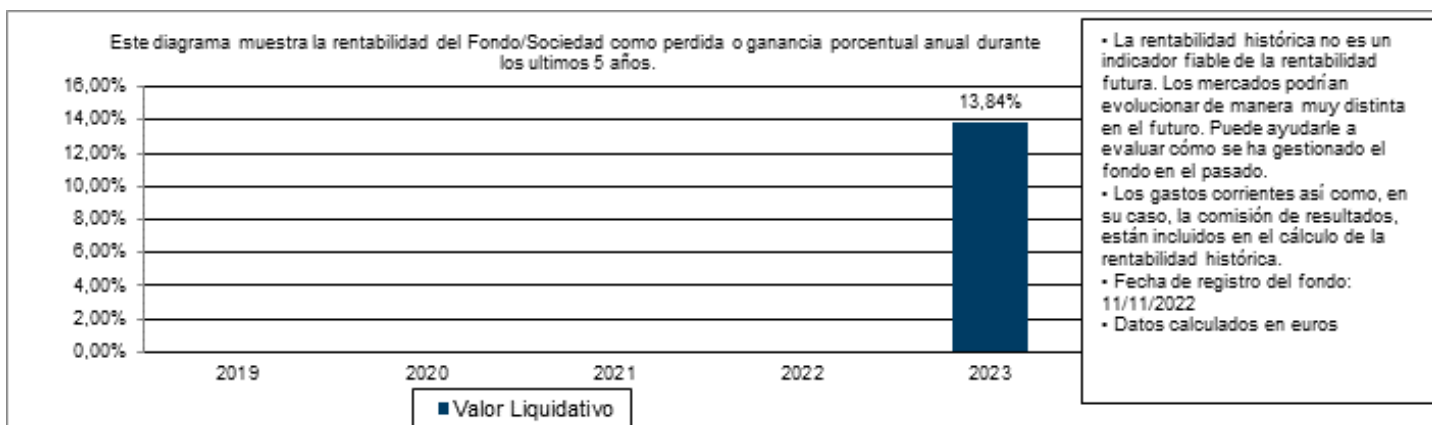 Este diagrama muestra la rentabilidad del Fondo/Sociedad como perdida o ganancia porcentual anual durante
los ultimos 5 años.
16,00%
14,00%
12,00%
10,00%
8,00%
6,00%
4,00%
2,00%
0,00%
13,84%
2019
2020
2021
2022
2023
Valor Liquidativo
▪ La rentabilidad histórica no es un
indicador fiable de la rentabilidad
futura. Los mercados podrían
evolucionar de manera muy distinta
en el futuro. Puede ayudarle a
evaluar cómo se ha gestionado el
fondo en el pasado.
▪ Los gastos corrientes así como, en
su caso, la comisión de resultados,
están incluidos en el cálculo de la
rentabilidad histórica.
▪ Fecha de registro del fondo:
11/11/2022
▪ Datos calculados en euros